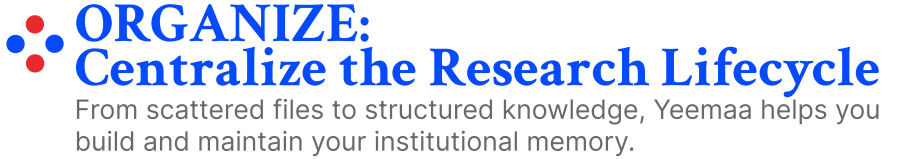 ORGANIZE:
Centralize the Research Lifecycle
From scattered files to structured knowledge, Yeemaa helps you
build and maintain your institutional memory.